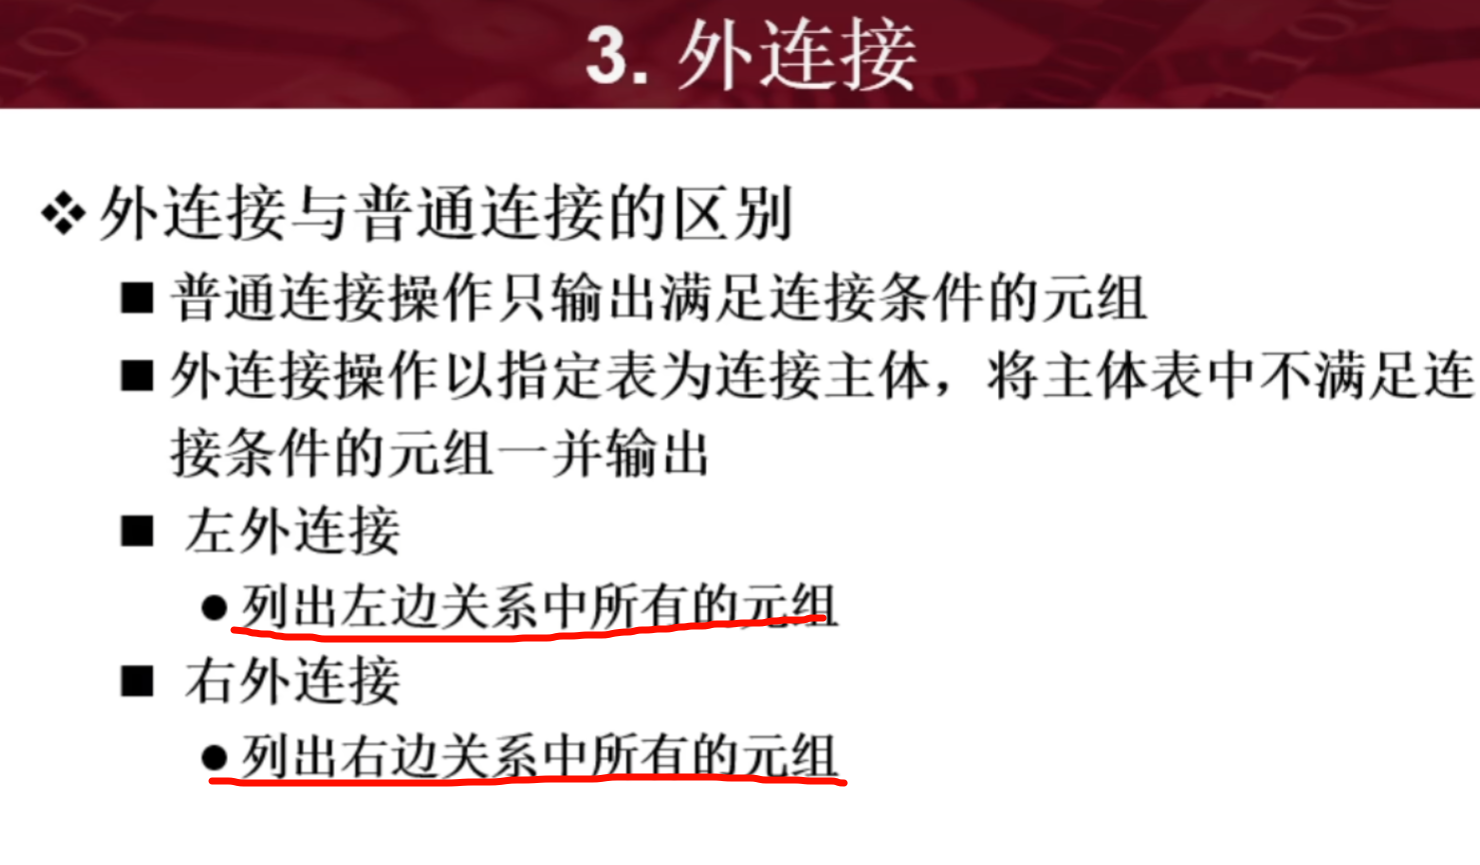 3. 外连接
外连接与普通连接的区别
普通连接操作只输出满足连接条件的元组
外连接操作以指定表为连接主体，将主体表中不满足连
接条件的元组一并输出
左外连接
列出左边关系中所有的元组
右外连接
列出右边关系中所有的元组